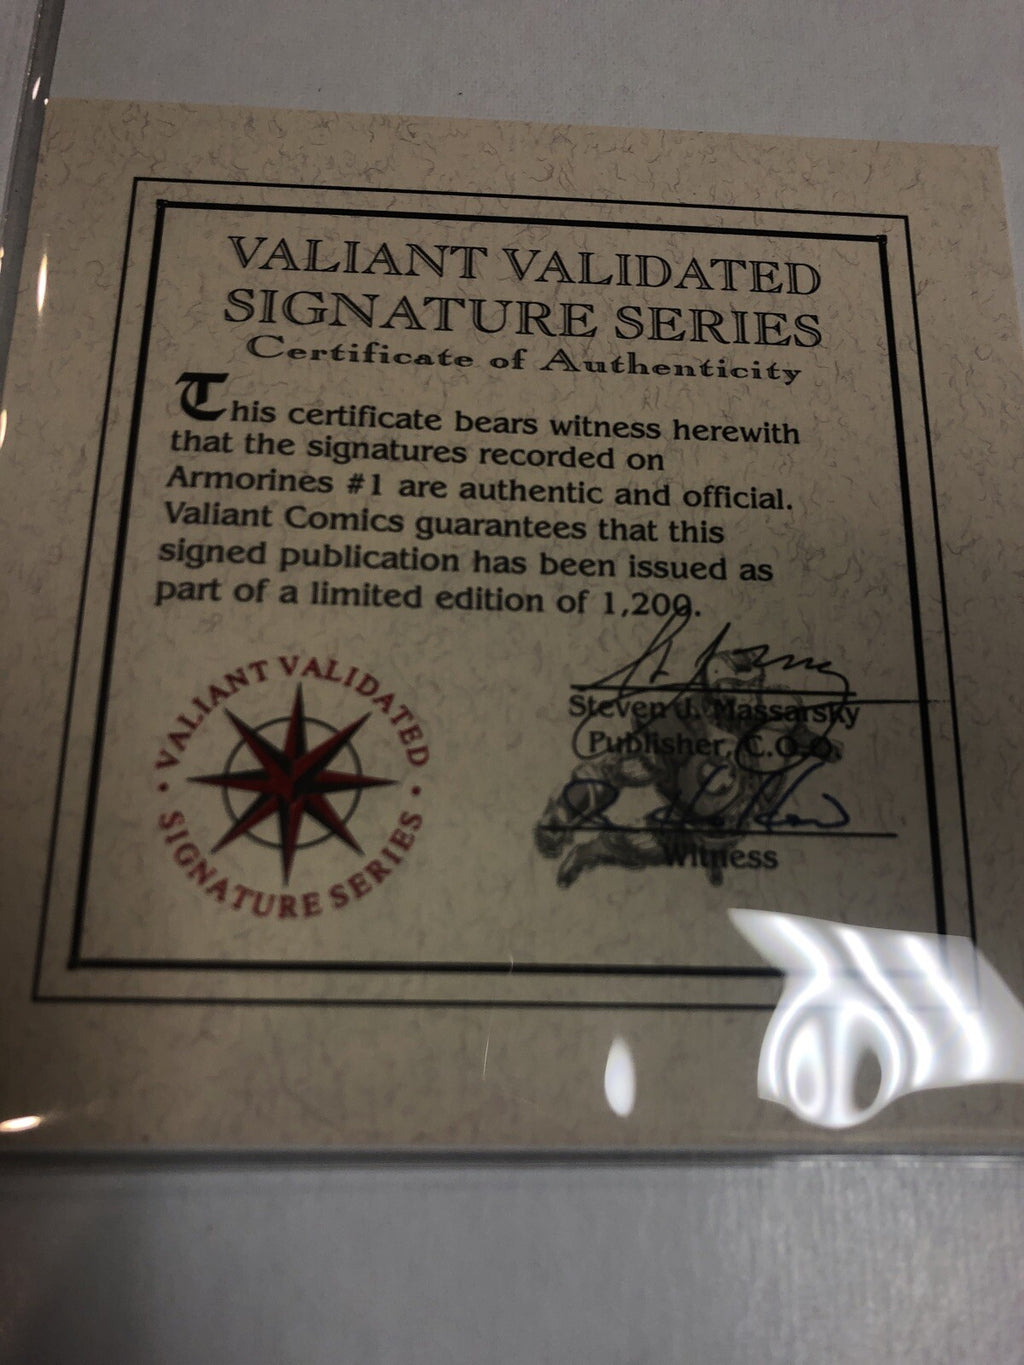 VALIANT VALIDATED
SIGNATURE SERIES
Certificate of Authenticity
This certificate bears witness herewith
that the signatures recorded on
Armorines #1 are authentic and official.
Valiant Comics guarantees that this
signed publication has been issued as
part of a limited edition of 1,200.
VALIANT VALIDATED
• SIGNATURE SERIES •
Steven J. Massarsky
Publisher, C.O.O.
Witness